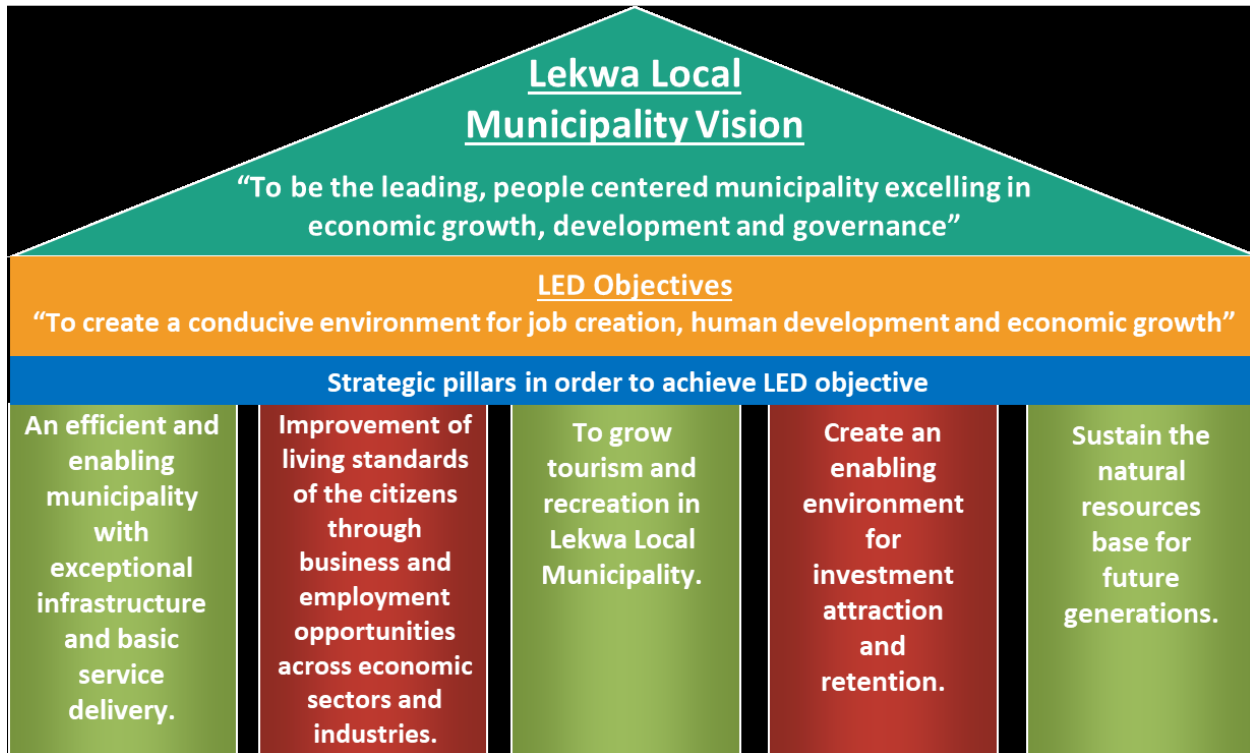 Lekwa Local
Municipality Vision
“To be the leading, people centered municipality excelling in
economic growth, development and governance”
LED Objectives
“To create a conducive environment for job creation, human development and economic growth”
Strategic pillars in order to achieve LED objective
An efficient and
enabling
municipality
with
exceptional
infrastructure
and basic
service
delivery.
Improvement of
living standards
of the citizens
through
business and
employment
opportunities
across economic
sectors and
industries.
To grow
tourism and
recreation in
Lekwa Local
Municipality.
Create an
enabling
environment
for
investment
attraction
and
retention.
Sustain the
natural
resources
base for
future
generations.